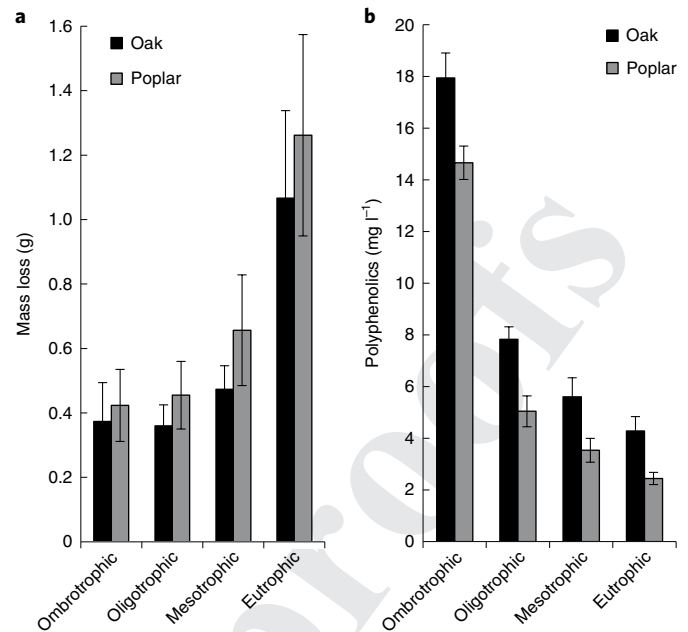 a
Mass loss (g)
1.6
1.4
1.2
1.0
0.8
0.6
0.4
0.2
0
Oak
Poplar
Ombrotrophic
Oligotrophic
Mesotrophic
Eutrophic
b
Polyphenolics (mg l⁻¹)
20
18
16
14
12
10
8
6
4
2
0
Oak
Poplar
Ombrotrophic
Oligotrophic
Mesotrophic
Eutrophic
roofs